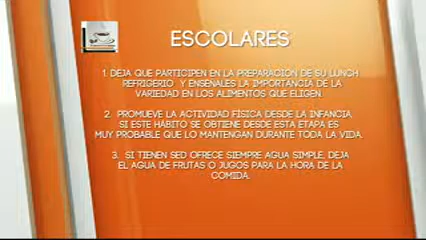 ESCOLARES
1. DEJA QUE PARTICIPEN EN LA PREPARACIÓN DE SU LUNCH,
REFRIGERIO Y ENSÉÑALES LA IMPORTANCIA DE LA
VARIEDAD EN LOS ALIMENTOS QUE ELIGEN.
2. PROMUEVE LA ACTIVIDAD FÍSICA DESDE LA INFANCIA,
SI ESTE HÁBITO SE OBTIENE DESDE ESTA ETAPA ES
MUY PROBABLE QUE LO MANTENGAN DURANTE TODA LA VIDA.
3. SI TIENEN SED OFRECE SIEMPRE AGUA SIMPLE, DEJA
EL AGUA DE FRUTAS O JUGOS PARA LA HORA DE LA
COMIDA.